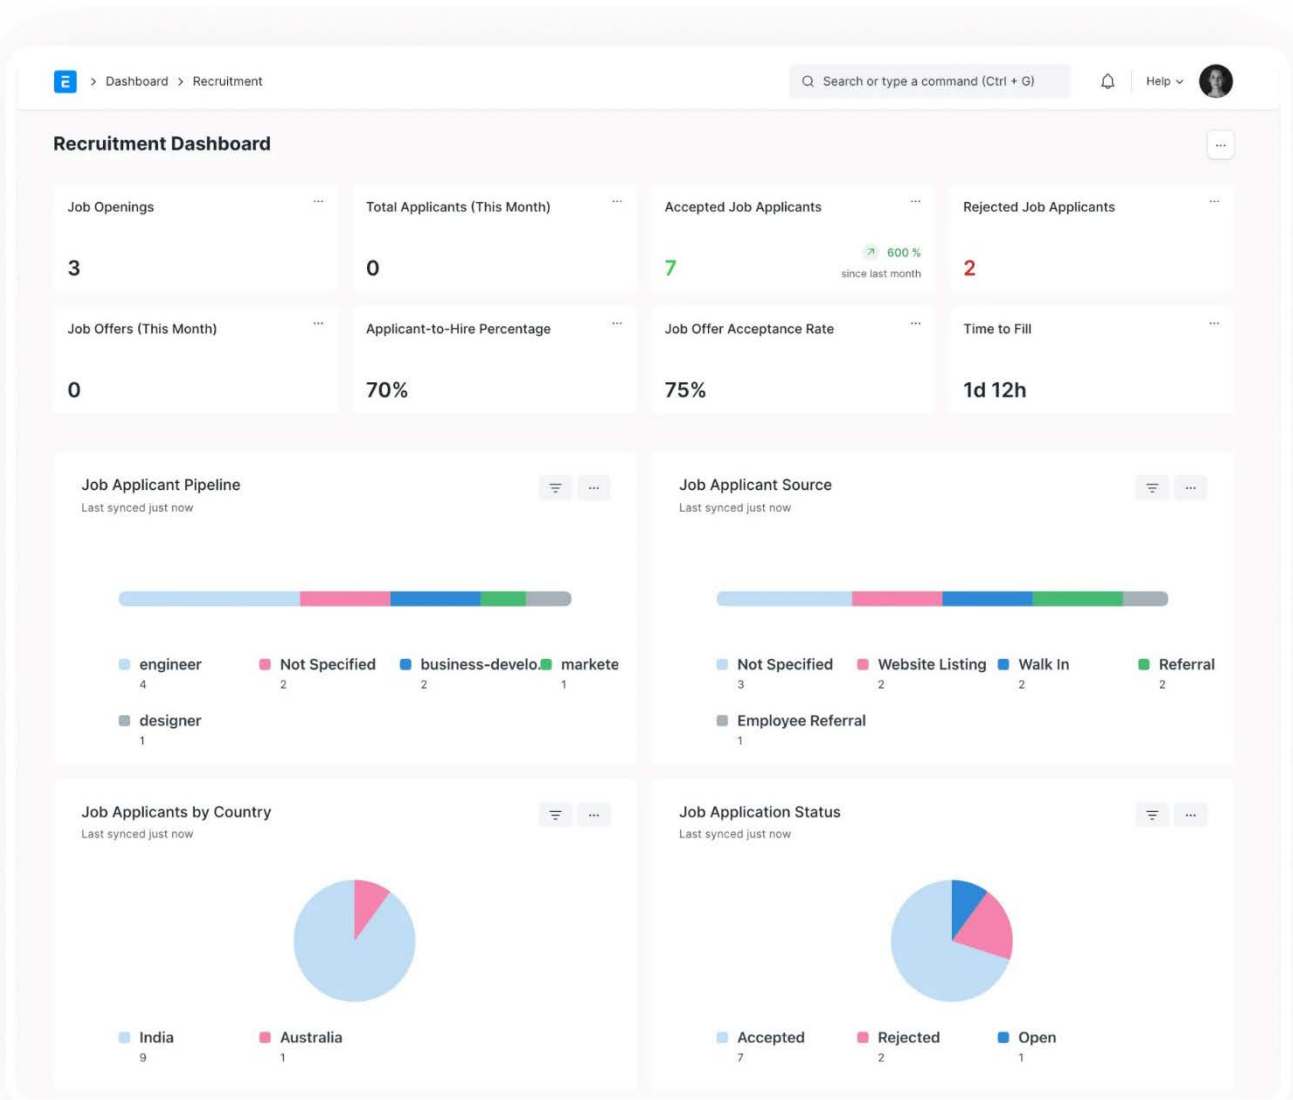 E > Dashboard > Recruitment
Search or type a command (Ctrl + G)
Help
Recruitment Dashboard
...
Job Openings ...
3
Total Applicants (This Month) ...
0
Accepted Job Applicants ...
7
600 %
since last month
Rejected Job Applicants ...
2
Job Offers (This Month) ...
0
Applicant-to-Hire Percentage ...
70%
Job Offer Acceptance Rate ...
75%
Time to Fill ...
1d 12h
Job Applicant Pipeline
Last synced just now
...
engineer
4
Not Specified
2
business-develo..
2
markete
1
designer
1
Job Applicant Source
Last synced just now
...
Not Specified
3
Website Listing
2
Walk In
2
Referral
2
Employee Referral
1
Job Applicants by Country
Last synced just now
...
India
9
Australia
1
Job Application Status
Last synced just now
...
Accepted
7
Rejected
2
Open
1